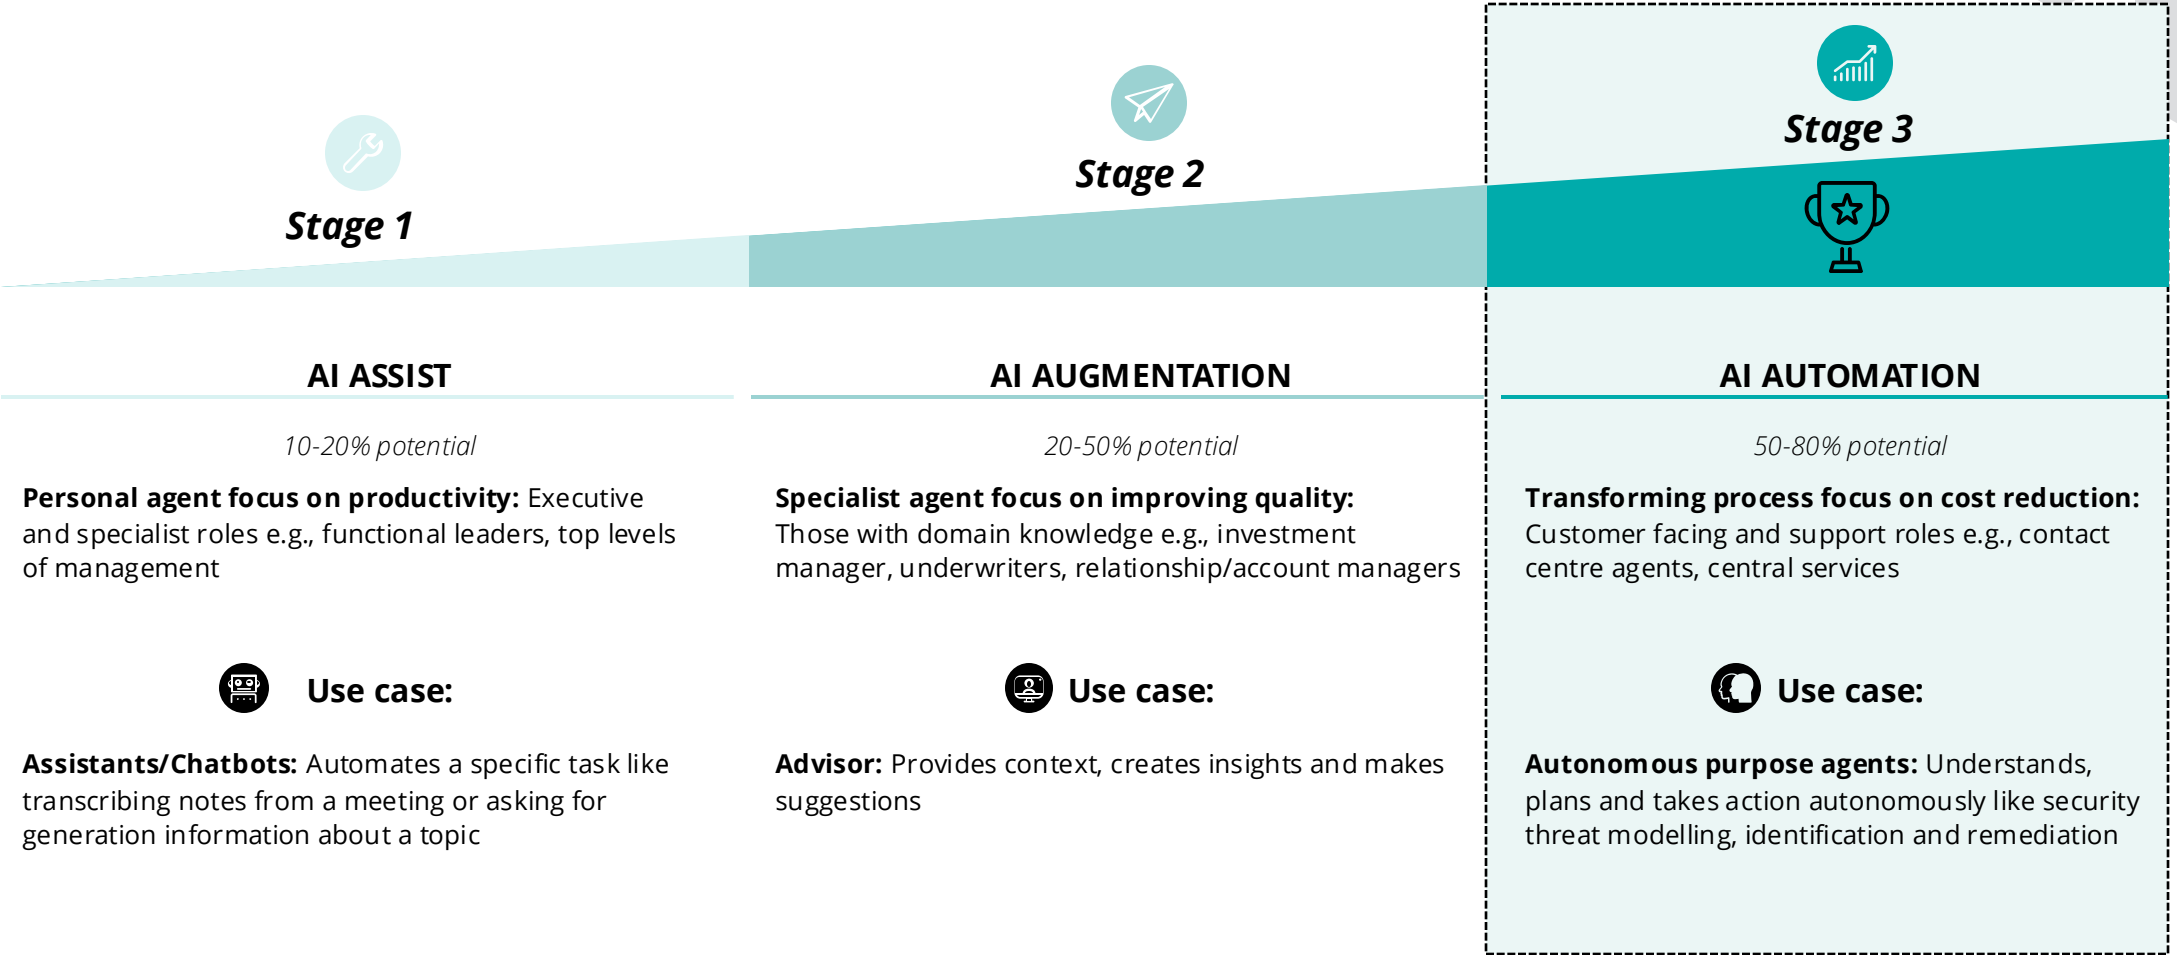 Stage 1
Stage 2
Stage 3
AI ASSIST
10-20% potential
Personal agent focus on productivity: Executive
and specialist roles e.g., functional leaders, top levels
of management
Use case:
Assistants/Chatbots: Automates a specific task like
transcribing notes from a meeting or asking for
generation information about a topic
AI AUGMENTATION
20-50% potential
Specialist agent focus on improving quality:
Those with domain knowledge e.g., investment
manager, underwriters, relationship/account managers
Use case:
Advisor: Provides context, creates insights and makes
suggestions
AI AUTOMATION
50-80% potential
Transforming process focus on cost reduction:
Customer facing and support roles e.g., contact
centre agents, central services
Use case:
Autonomous purpose agents: Understands,
plans and takes action autonomously like security
threat modelling, identification and remediation